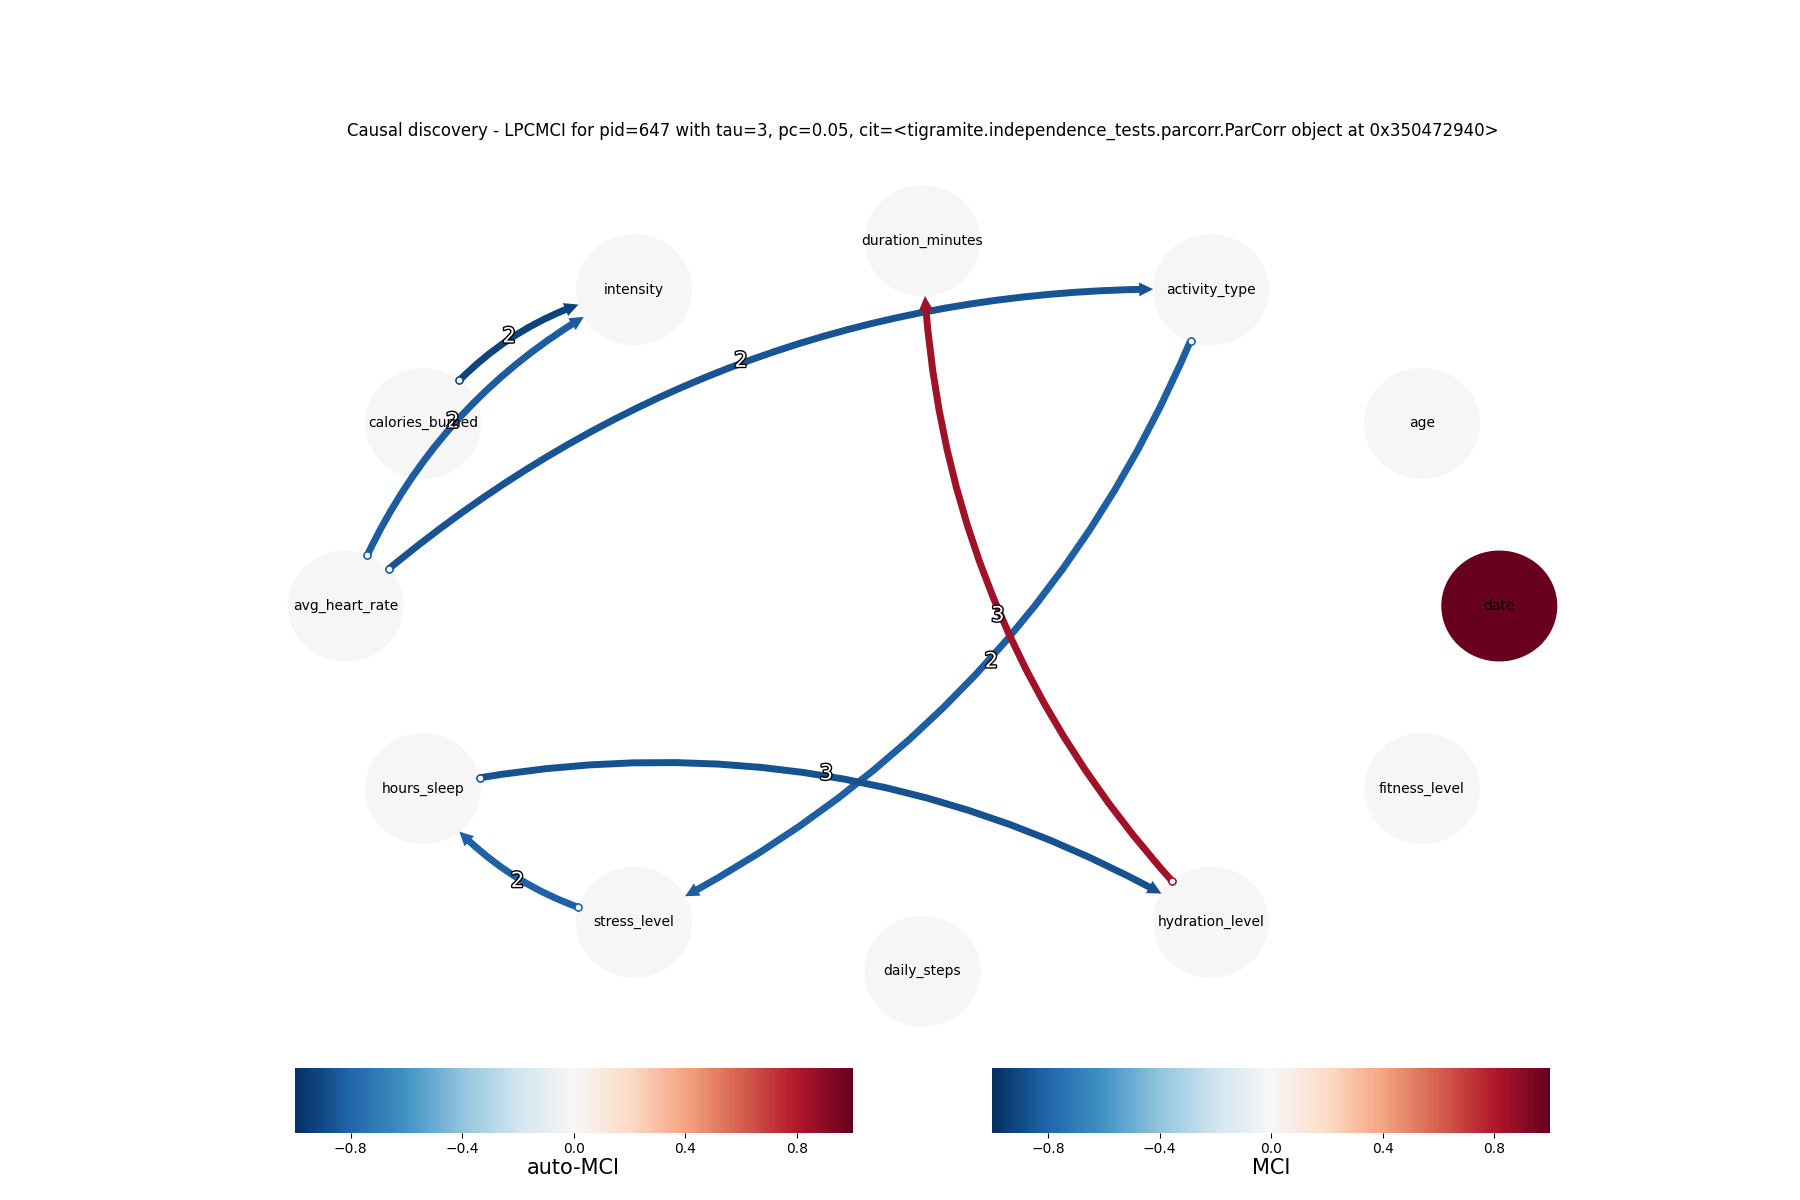 Causal discovery - LPCMCI for pid=647 with tau=3, pc=0.05, cit=<tigramite.independence_tests.parcorr.ParCorr object at 0x350472940>
duration_minutes
intensity
activity_type
2
2
calories_burned
2
age
avg_heart_rate
date
3
2
3
hours_sleep
fitness_level
2
stress_level
hydration_level
daily_steps
−0.8 −0.4 0.0 0.4 0.8
auto-MCI
−0.8 −0.4 0.0 0.4 0.8
MCI